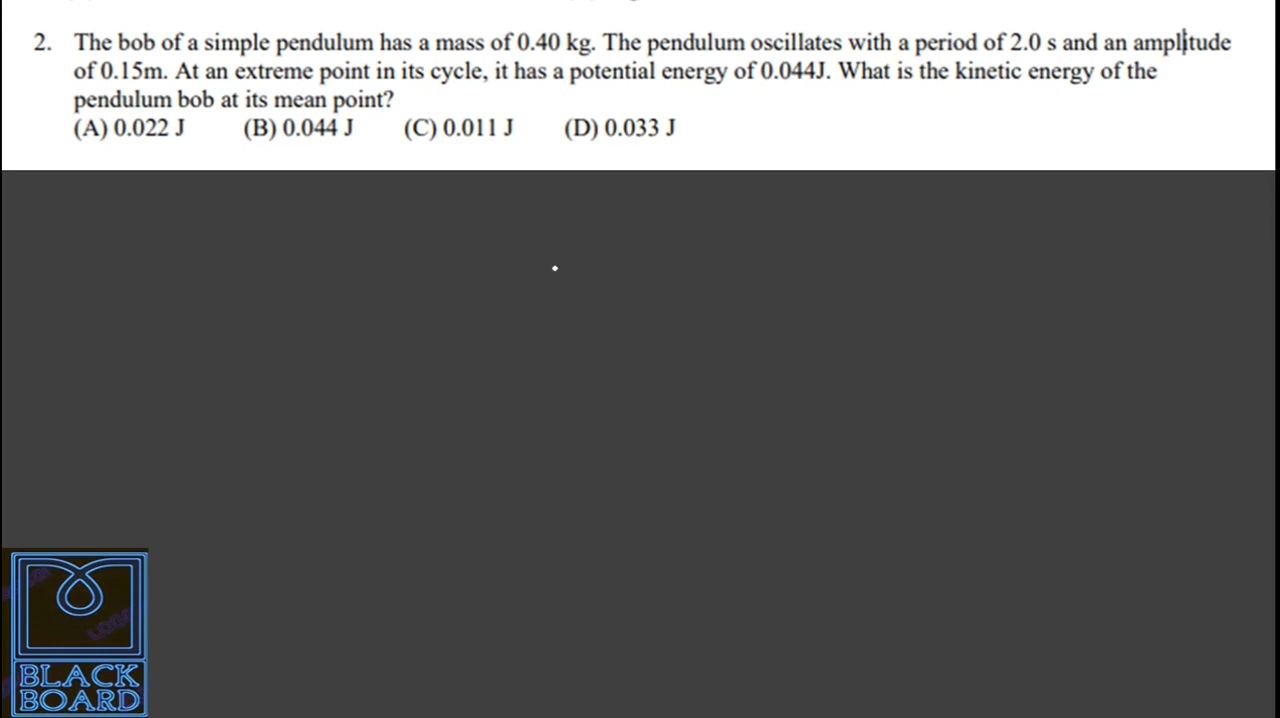 2. The bob of a simple pendulum has a mass of 0.40 kg. The pendulum oscillates with a period of 2.0 s and an amplitude
of 0.15m. At an extreme point in its cycle, it has a potential energy of 0.044J. What is the kinetic energy of the
pendulum bob at its mean point?
(A) 0.022 J (B) 0.044 J (C) 0.011 J (D) 0.033 J
BLACK
BOARD